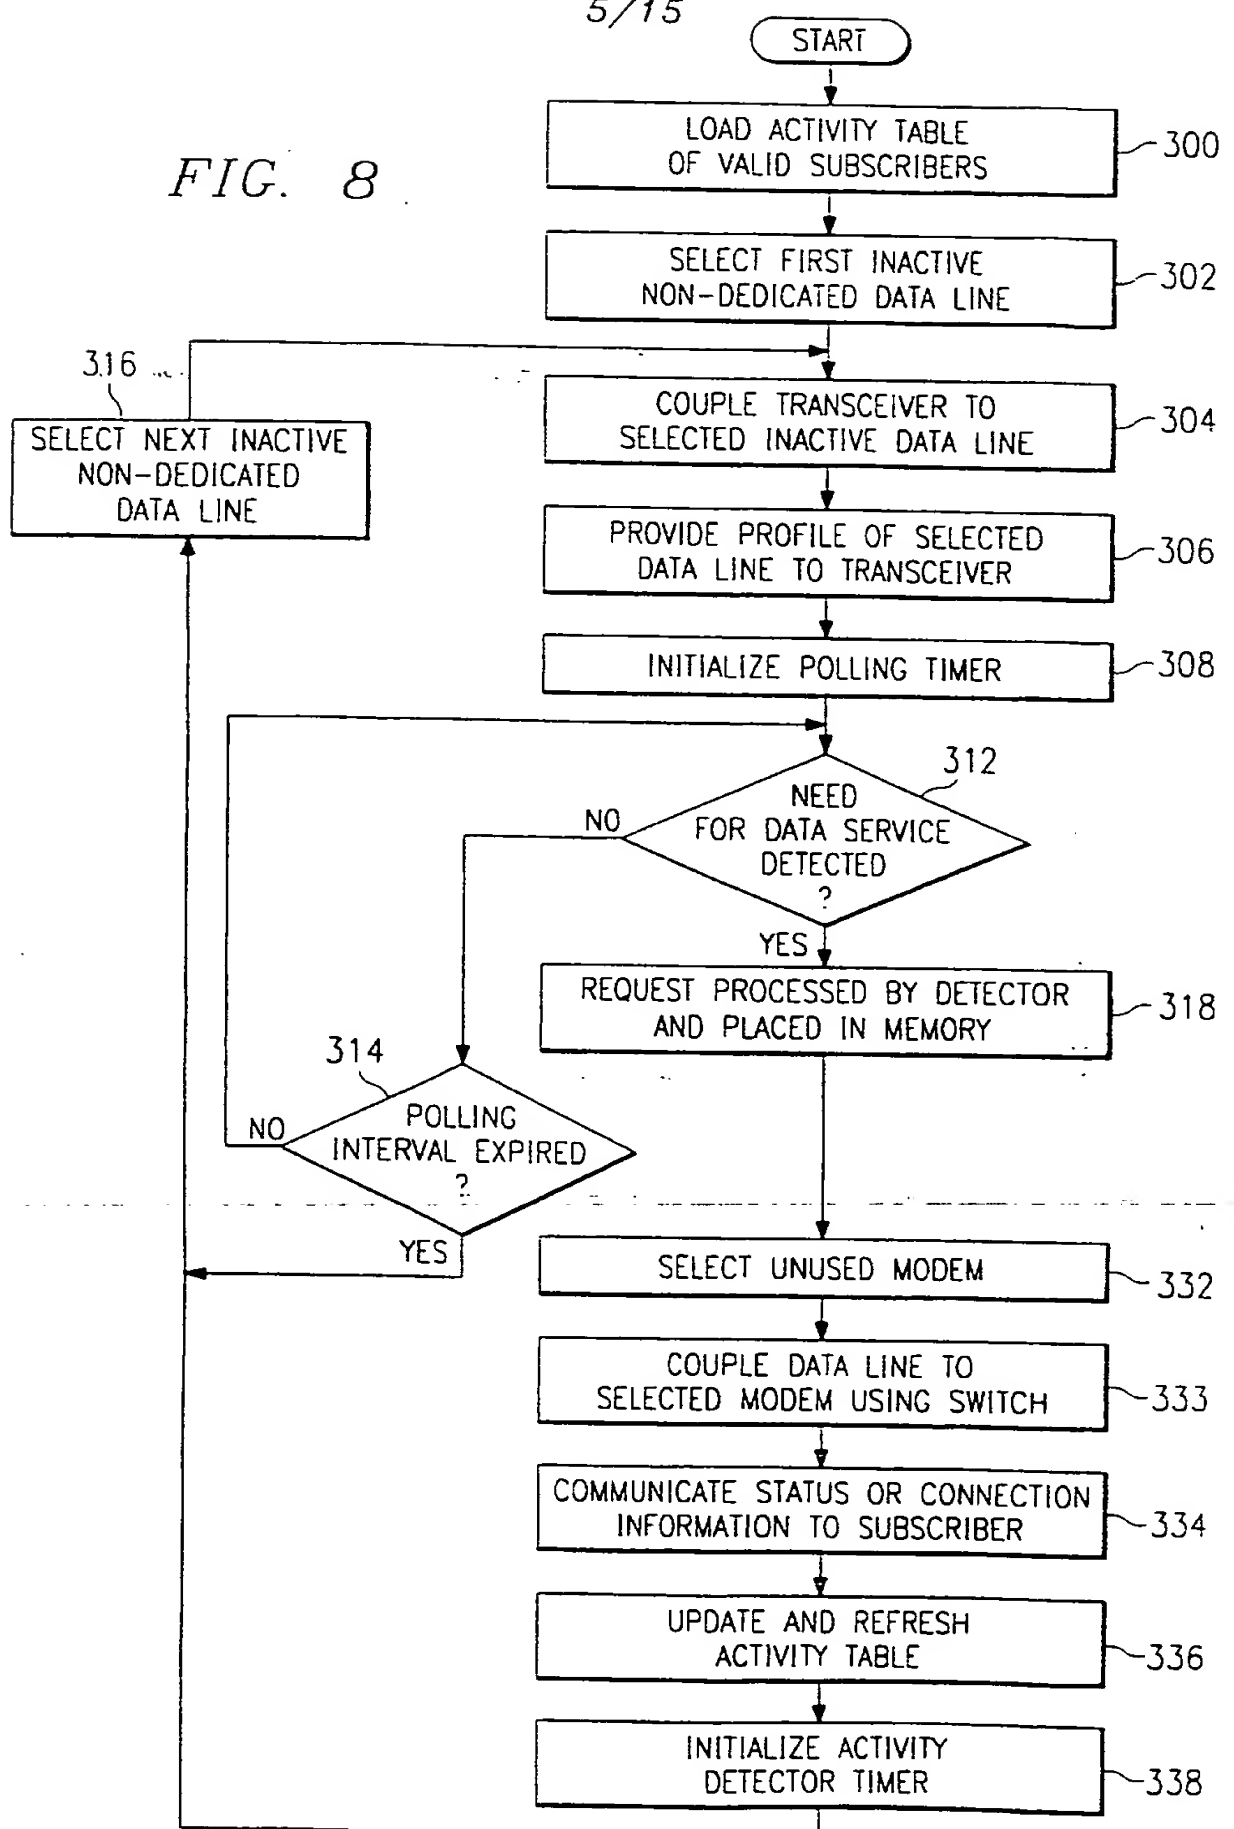 5/15
START
FIG. 8
LOAD ACTIVITY TABLE
OF VALID SUBSCRIBERS
300
SELECT FIRST INACTIVE
NON-DEDICATED DATA LINE
302
316
SELECT NEXT INACTIVE
NON-DEDICATED
DATA LINE
COUPLE TRANSCEIVER TO
SELECTED INACTIVE DATA LINE
304
PROVIDE PROFILE OF SELECTED
DATA LINE TO TRANSCEIVER
306
INITIALIZE POLLING TIMER
308
312
NEED
FOR DATA SERVICE
DETECTED
?
NO
YES
REQUEST PROCESSED BY DETECTOR
AND PLACED IN MEMORY
318
314
POLLING
INTERVAL EXPIRED
?
NO
YES
SELECT UNUSED MODEM
332
COUPLE DATA LINE TO
SELECTED MODEM USING SWITCH
333
COMMUNICATE STATUS OR CONNECTION
INFORMATION TO SUBSCRIBER
334
UPDATE AND REFRESH
ACTIVITY TABLE
336
INITIALIZE ACTIVITY
DETECTOR TIMER
338